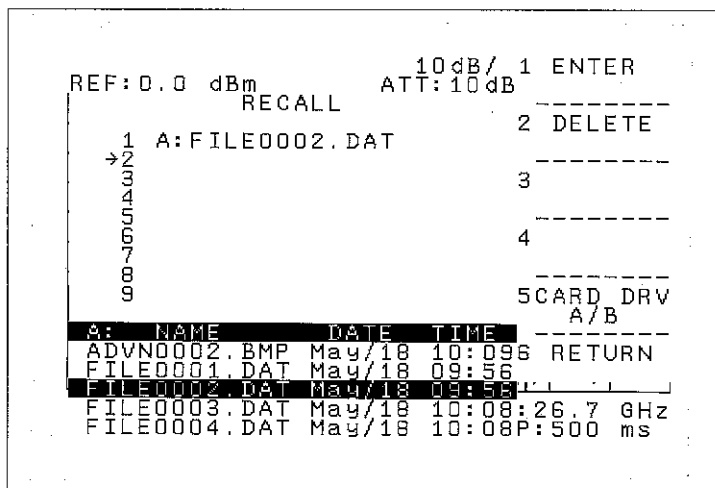 10dB/ 1 ENTER
REF:0.0 dBm ATT:10dB
RECALL
2 DELETE
1 A:FILE0002.DAT
→2
3 3
4
5
6 4
7
8
9 5CARD DRV
A/B
A: NAME DATE TIME
ADVN0002.BMP May/18 10:096 RETURN
FILE0001.DAT May/18 09:56
FILE0002.DAT May/18 09:56
FILE0003.DAT May/18 10:08:26.7 GHz
FILE0004.DAT May/18 10:08P:500 ms